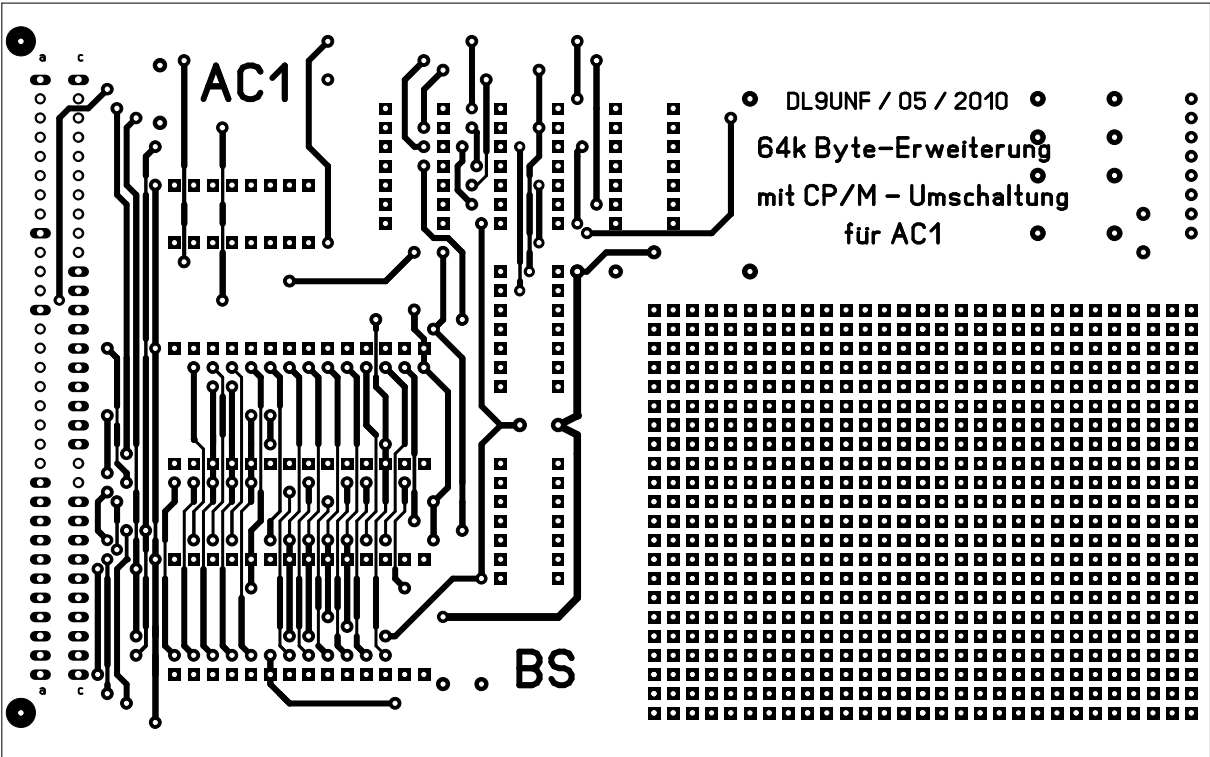 a c
AC1
DL9UNF / 05 / 2010
64k Byte-Erweiterung
mit CP/M - Umschaltung
für AC1
BS
a c